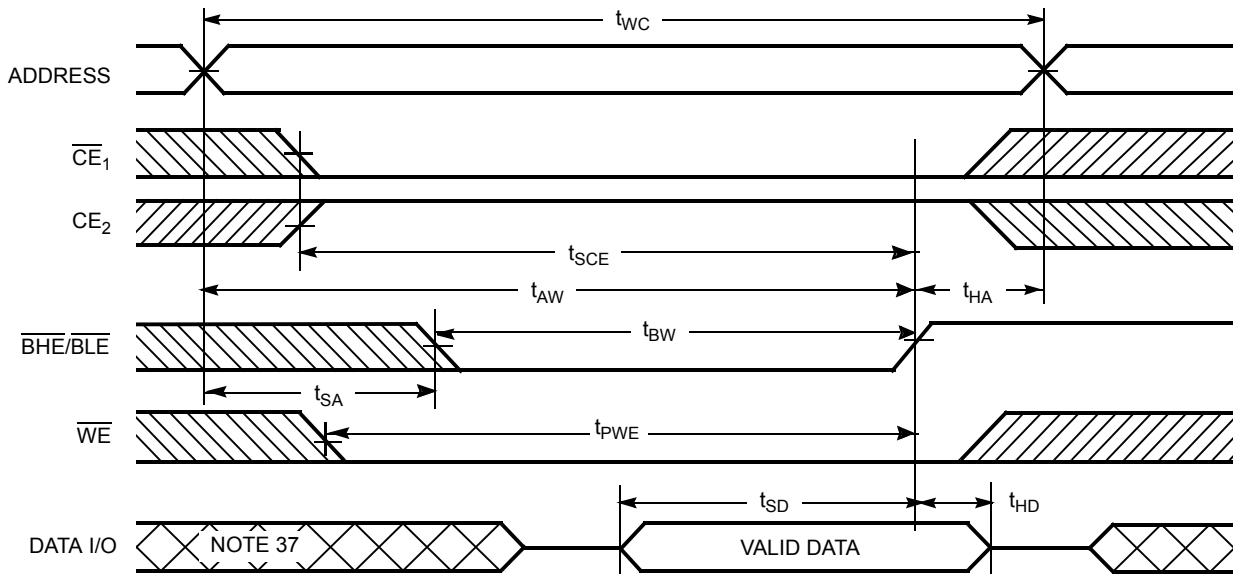 tWC
ADDRESS
CE1
CE2
tSCE
tAW
tHA
BHE/BLE
tBW
tSA
WE
tPWE
tSD
tHD
DATA I/O
NOTE 37
VALID DATA